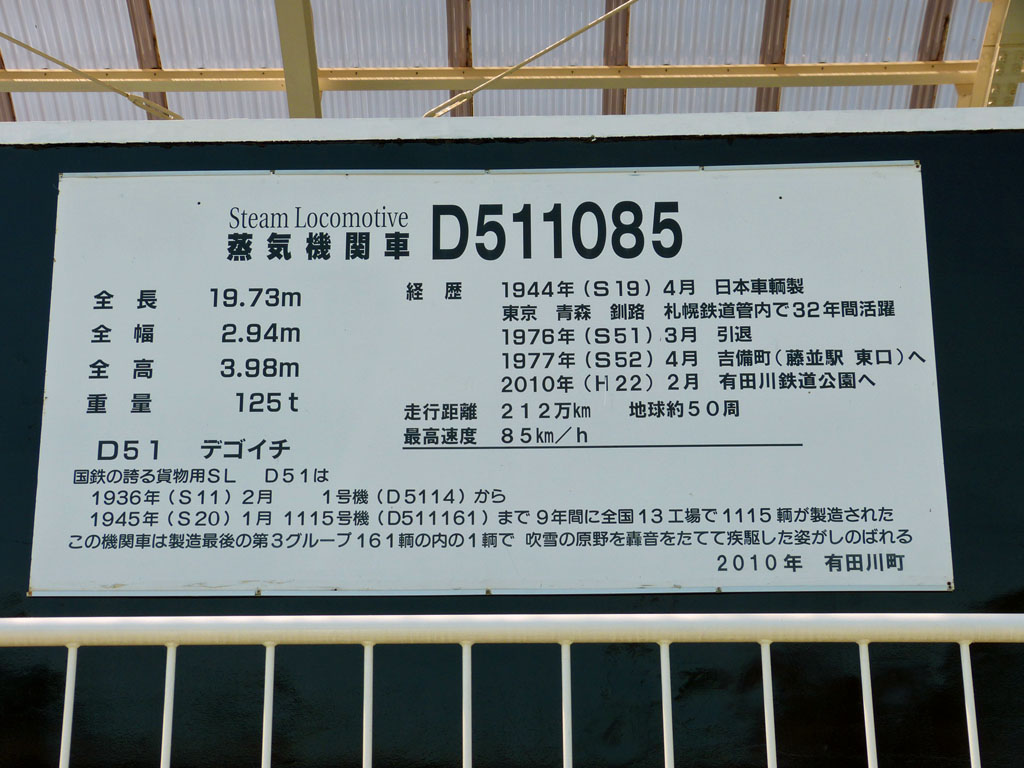 Steam Locomotive
蒸気機関車 D511085
全長 19.73m
全幅 2.94m
全高 3.98m
重量 125t
経歴 1944年(S19)4月 日本車輌製
東京 青森 釧路 札幌鉄道管内で32年間活躍
1976年(S51)3月 引退
1977年(S52)4月 吉備町(藤並駅 東口)へ
2010年(H22)2月 有田川鉄道公園へ
走行距離 212万km 地球約50周
最高速度 85km/h
D51 デゴイチ
国鉄の誇る貨物用SL D51は
1936年(S11)2月 1号機(D5114)から
1945年(S20)1月 1115号機(D511161)まで9年間に全国13工場で1115輌が製造された
この機関車は製造最後の第3グループ161輌の内の1輌で 吹雪の原野を轟音をたてて疾駆した姿がしのばれる
2010年 有田川町